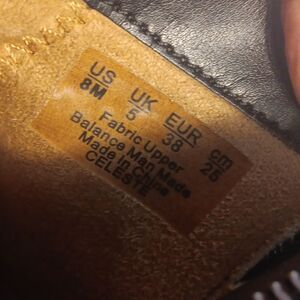 US UK EUR cm
8M 5 38 25
Fabric Upper
Balance Man Made
Made in China
CELESTE